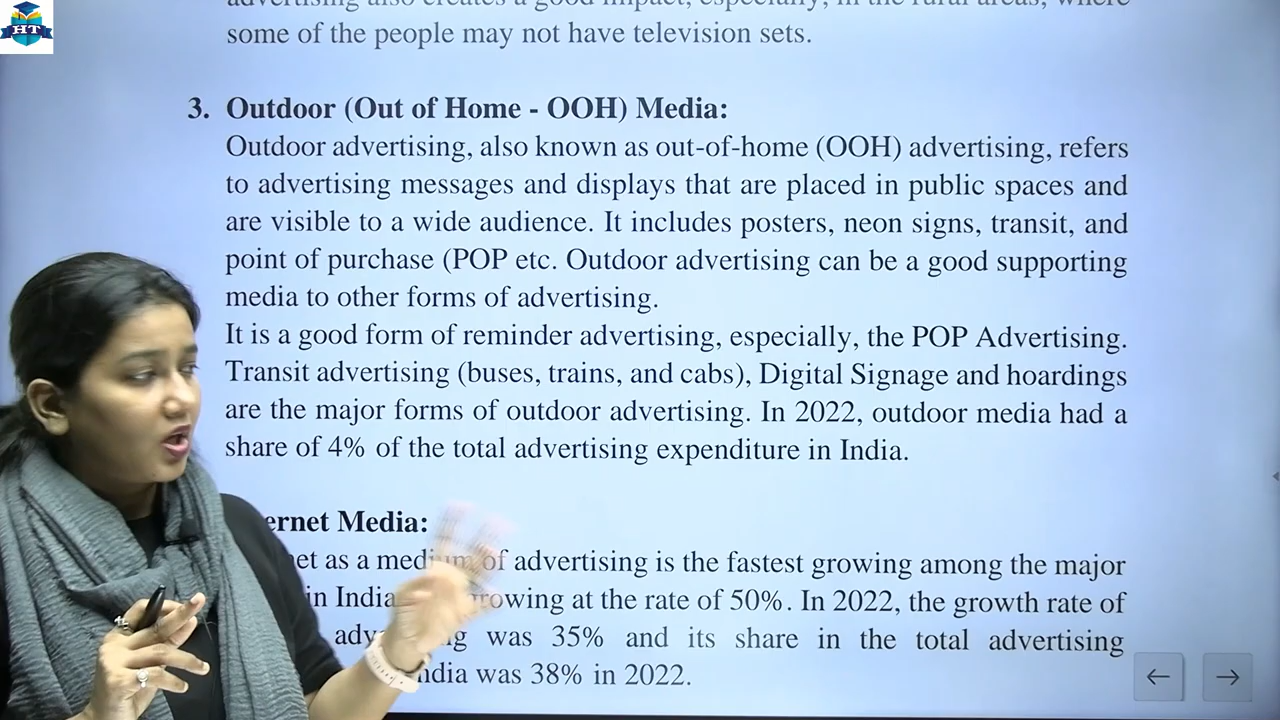 HT
some of the people may not have television sets.
3. Outdoor (Out of Home - OOH) Media:
Outdoor advertising, also known as out-of-home (OOH) advertising, refers
to advertising messages and displays that are placed in public spaces and
are visible to a wide audience. It includes posters, neon signs, transit, and
point of purchase (POP etc. Outdoor advertising can be a good supporting
media to other forms of advertising.
It is a good form of reminder advertising, especially, the POP Advertising.
Transit advertising (buses, trains, and cabs), Digital Signage and hoardings
are the major forms of outdoor advertising. In 2022, outdoor media had a
share of 4% of the total advertising expenditure in India.
ernet Media:
et as a medium of advertising is the fastest growing among the major
in India rowing at the rate of 50%. In 2022, the growth rate of
adv g was 35% and its share in the total advertising
ndia was 38% in 2022.